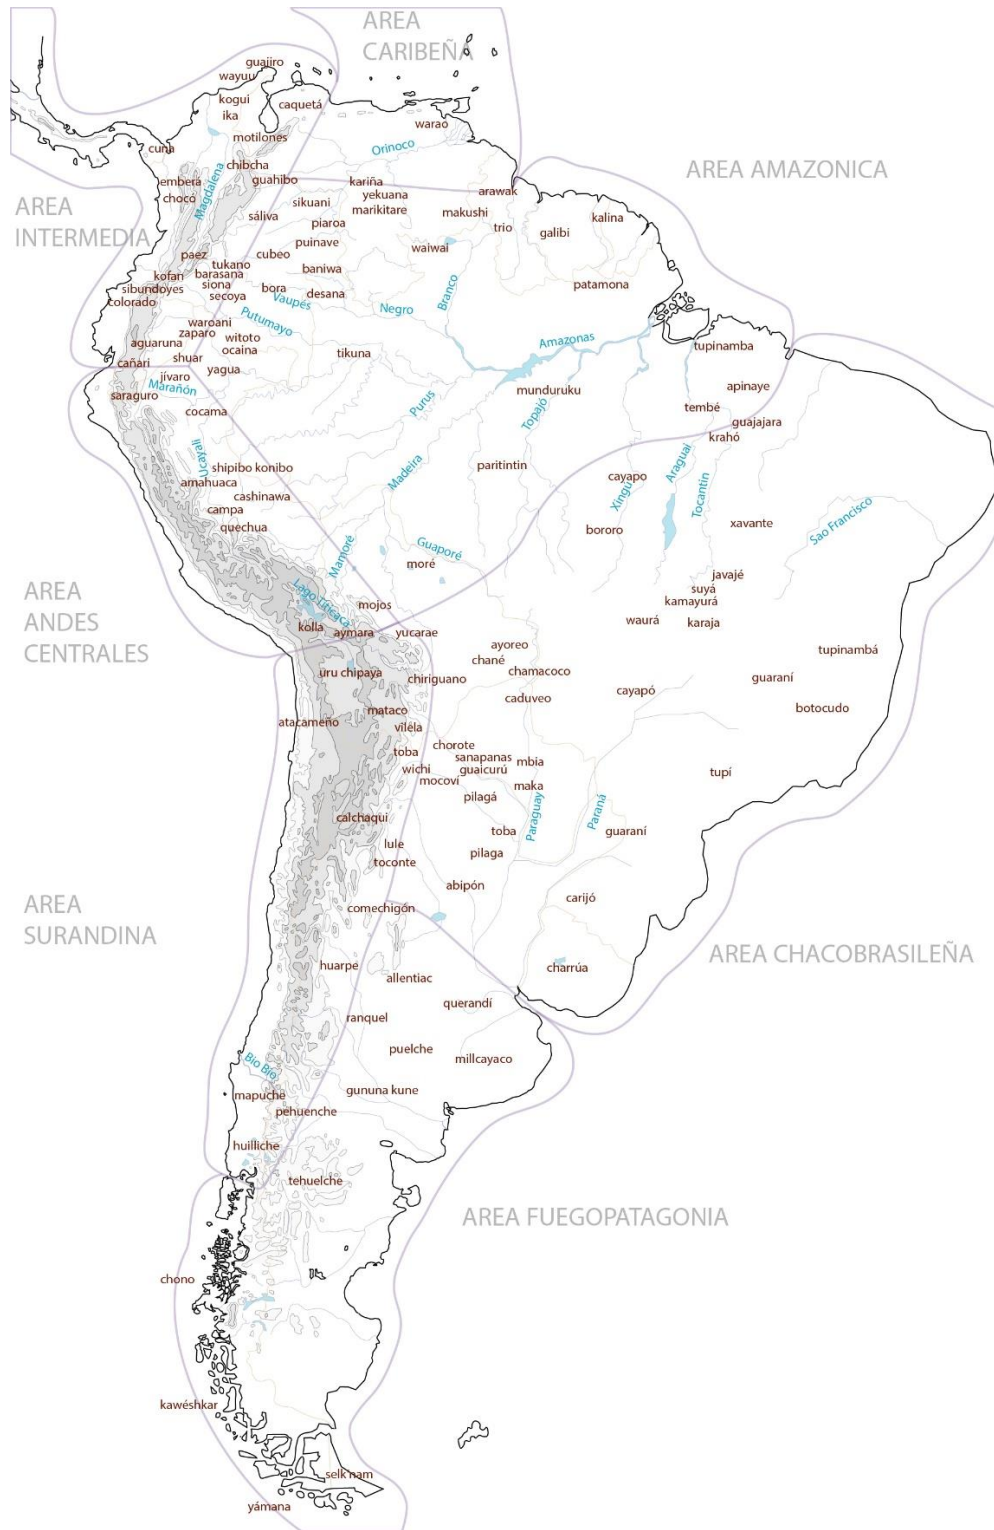 AREA
CARIBEÑA
guajiro
wayuu
kogui
caquetá
ika
warao
motilones
cuna
Orinoco
chibcha
AREA AMAZONICA
emberá
guahibo
kariña
chocó
Magdalena
yekuana
arawak
sikuani
marikitare
AREA
INTERMEDIA
sáliva
makushi
kalina
piaroa
trio
galibi
puinave
waiwai
paez
cubeo
tukano
baniwa
kofan
barasana
siona
patamona
sibundoyes
bora
desana
secoya
colorado
Vaupés
Negro
Branco
Putumayo
waroani
zaparo
witoto
Amazonas
aguaruna
ocaina
tikuna
tupinamba
shuar
cañari
yagua
jívaro
Marañón
munduruku
apinaye
saraguro
cocama
Purus
Topajó
tembé
guajajara
krahó
Ucayali
shipibo konibo
Madeira
paritintin
cayapo
Araguai
amahuaca
cashinawa
Xingu
Tocantin
campa
quechua
bororo
xavante
Sao Francisco
Mamoré
Guaporé
moré
javajé
AREA
ANDES
CENTRALES
Lago Titicaca
suyá
mojos
kamayurá
kolla
aymara
yucarae
waurá
karaja
ayoreo
tupinambá
chané
uru chipaya
chiriguano
chamacoco
guaraní
caduveo
cayapó
mataco
botocudo
atacameño
viléla
chorote
toba
sanapanas
mbia
wichi
guaicurú
tupí
mocoví
maka
pilagá
Paraguay
Paraná
calchaqui
toba
guaraní
lule
pilaga
toconte
abipón
carijó
AREA
SURANDINA
comechigón
AREA CHACOBRASILEÑA
huarpe
charrúa
allentiac
querandí
ranquel
puelche
millcayaco
Bio Bío
mapuche
gununa kune
pehuenche
huilliche
tehuelche
AREA FUEGOPATAGONIA
chono
kawéshkar
selk'nam
yámana